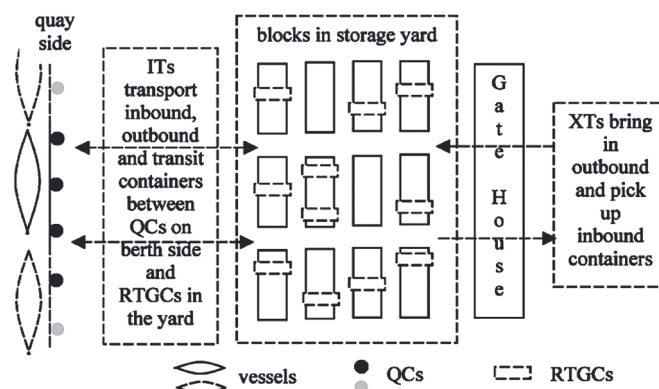 quay
side
ITs
transport
inbound,
outbound
and transit
containers
between
QCs on
berth side
and
RTGCs in
the yard
blocks in storage yard
G
a
t
e
H
o
u
s
e
XTs bring
in
outbound
and pick
up
inbound
containers
vessels
QCs
RTGCs